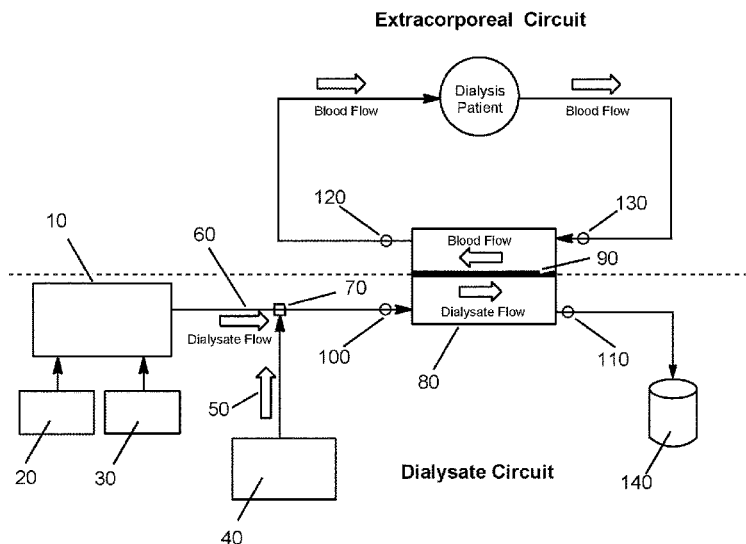 Extracorporeal Circuit
Dialysis
Patient
Blood Flow
Blood Flow
120
130
10
60
70
Blood Flow
90
Dialysate Flow
Dialysate Flow
100
80
110
50
20
30
40
Dialysate Circuit
140